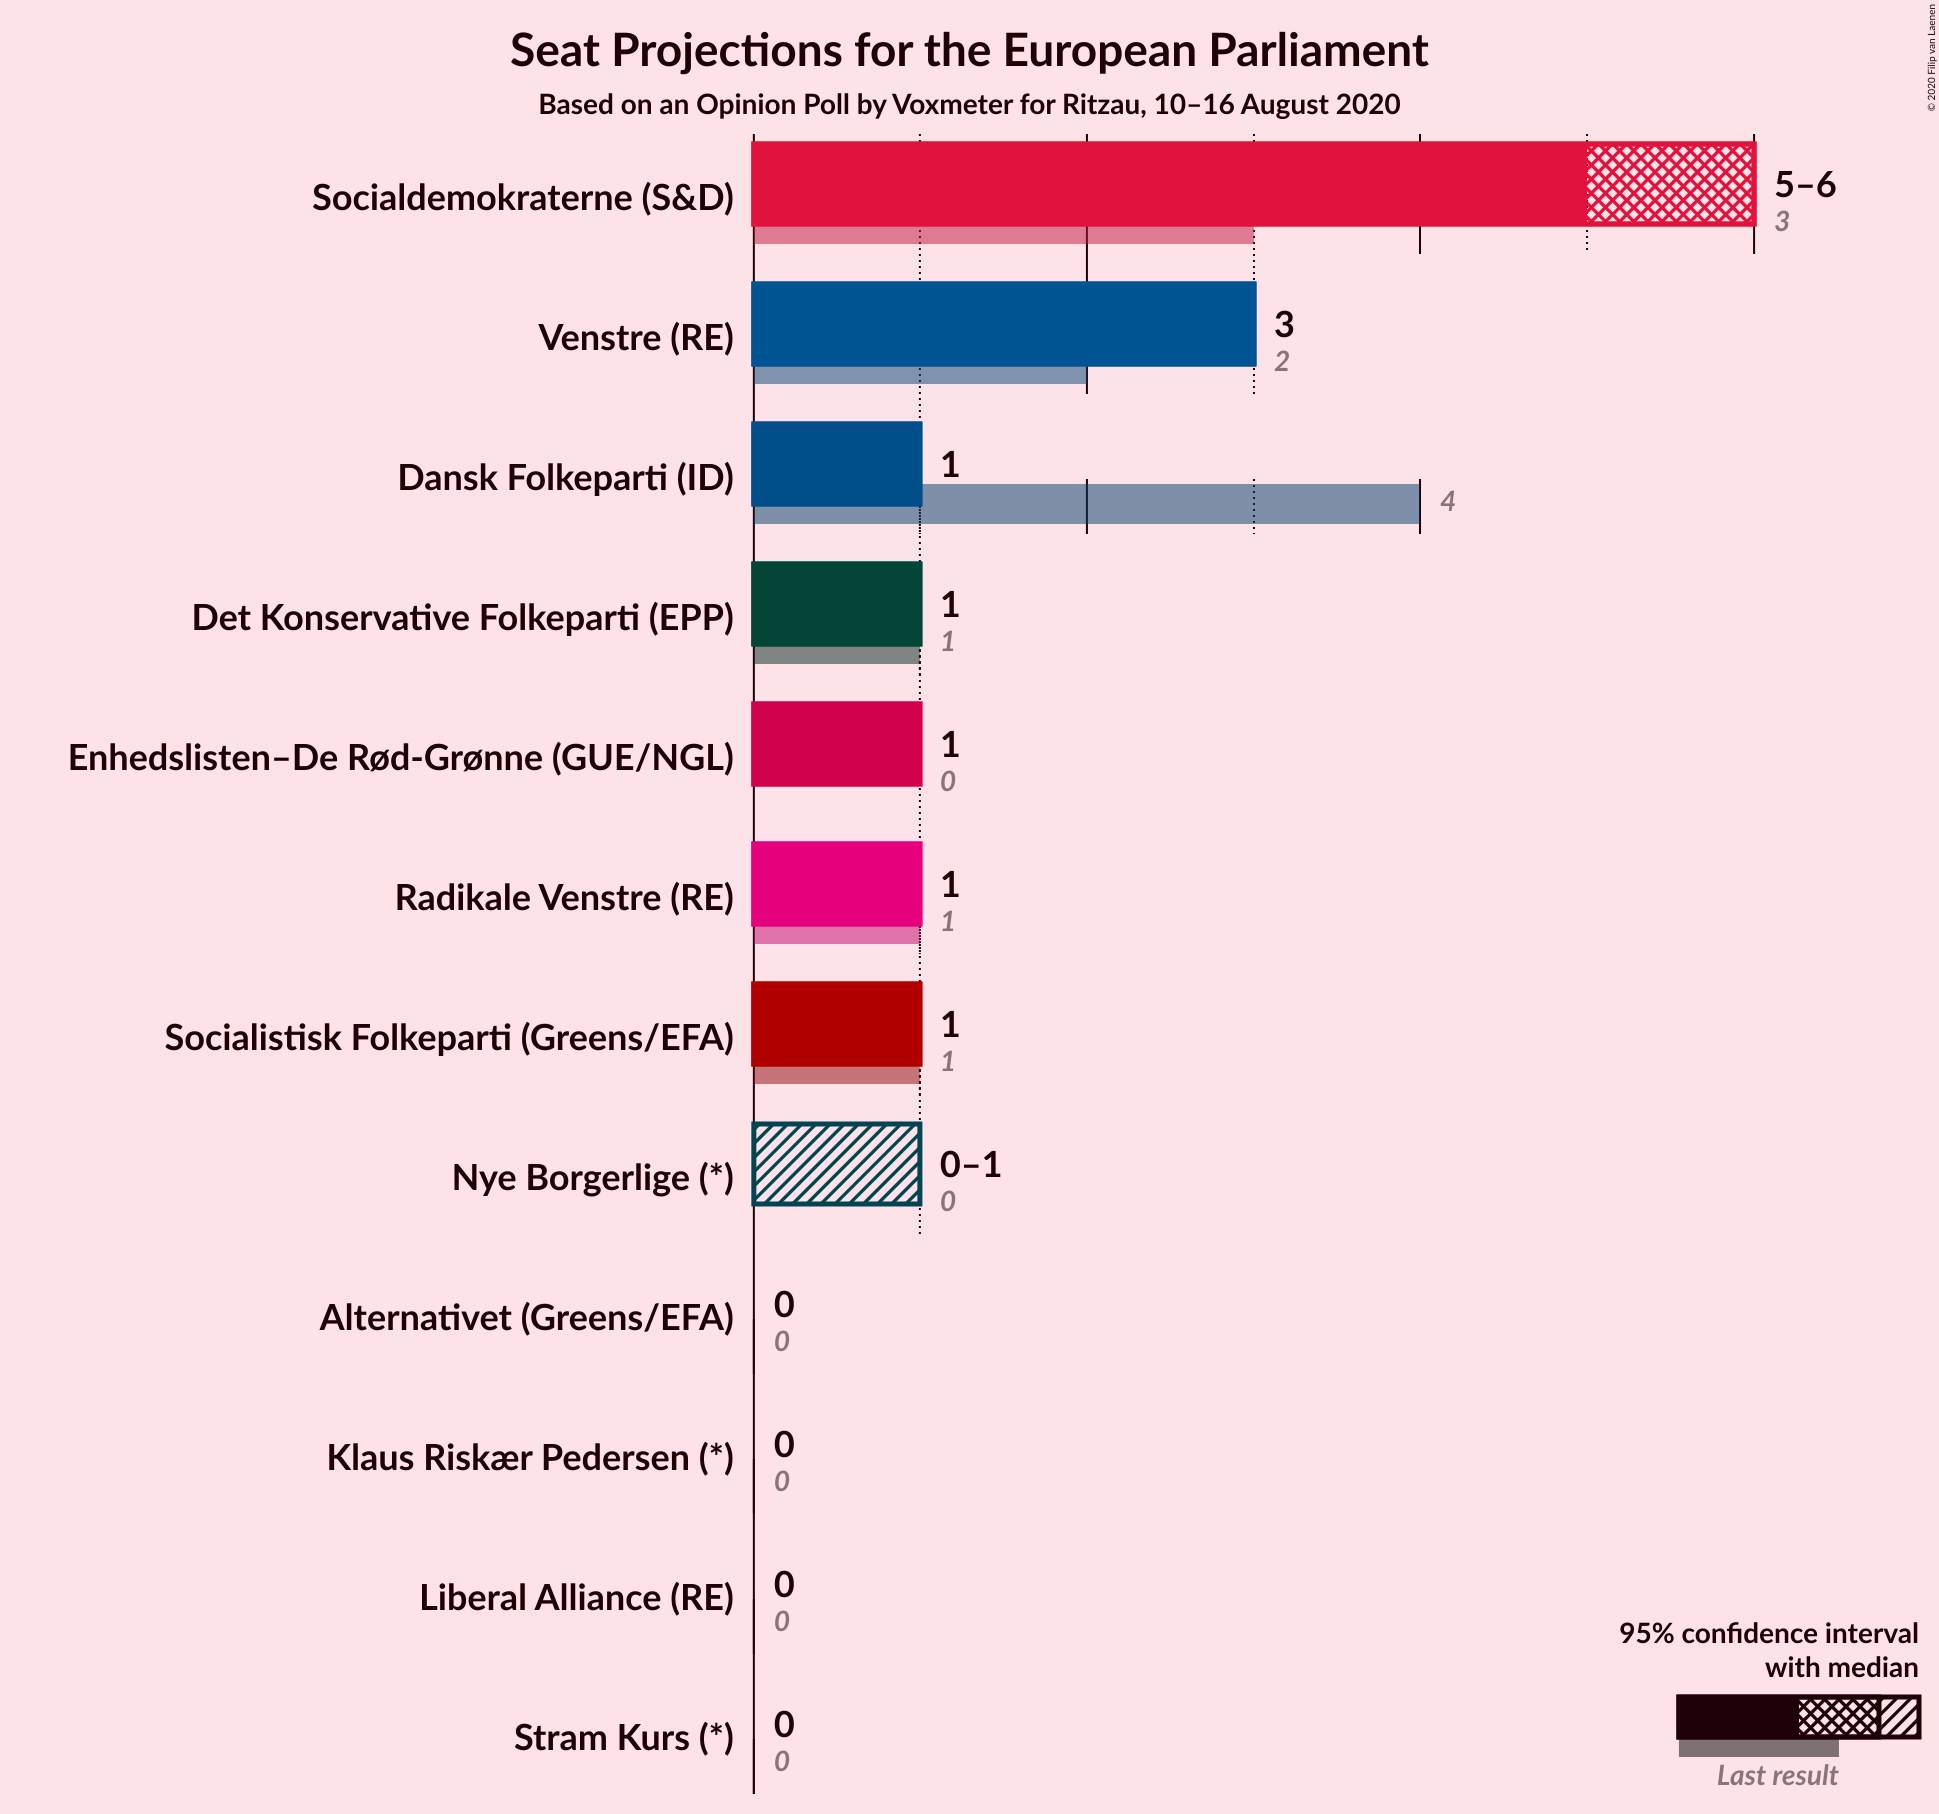 Seat Projections for the European Parliament
Based on an Opinion Poll by Voxmeter for Ritzau, 10–16 August 2020
© 2020 Filip van Laenen
Socialdemokraterne (S&D)
5–6
3
Venstre (RE)
3
2
Dansk Folkeparti (ID)
1
4
Det Konservative Folkeparti (EPP)
1
1
Enhedslisten–De Rød-Grønne (GUE/NGL)
1
0
Radikale Venstre (RE)
1
1
Socialistisk Folkeparti (Greens/EFA)
1
1
Nye Borgerlige (*)
0–1
0
Alternativet (Greens/EFA)
0
0
Klaus Riskær Pedersen (*)
0
0
Liberal Alliance (RE)
0
0
Stram Kurs (*)
0
0
95% confidence interval
with median
Last result